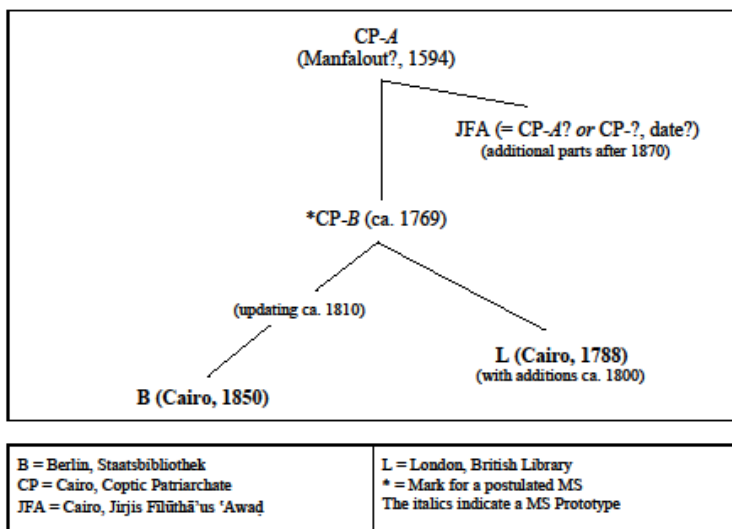 CP-A
(Manfalout?, 1594)
JFA (= CP-A? or CP-?, date?)
(additional parts after 1870)
*CP-B (ca. 1769)
(updating ca. 1810)
L (Cairo, 1788)
(with additions ca. 1800)
B (Cairo, 1850)
B = Berlin, Staatsbibliothek
CP = Cairo, Coptic Patriarchate
JFA = Cairo, Jirjis Fīlūthā’us ‘Awaḍ
L = London, British Library
* = Mark for a postulated MS
The italics indicate a MS Prototype